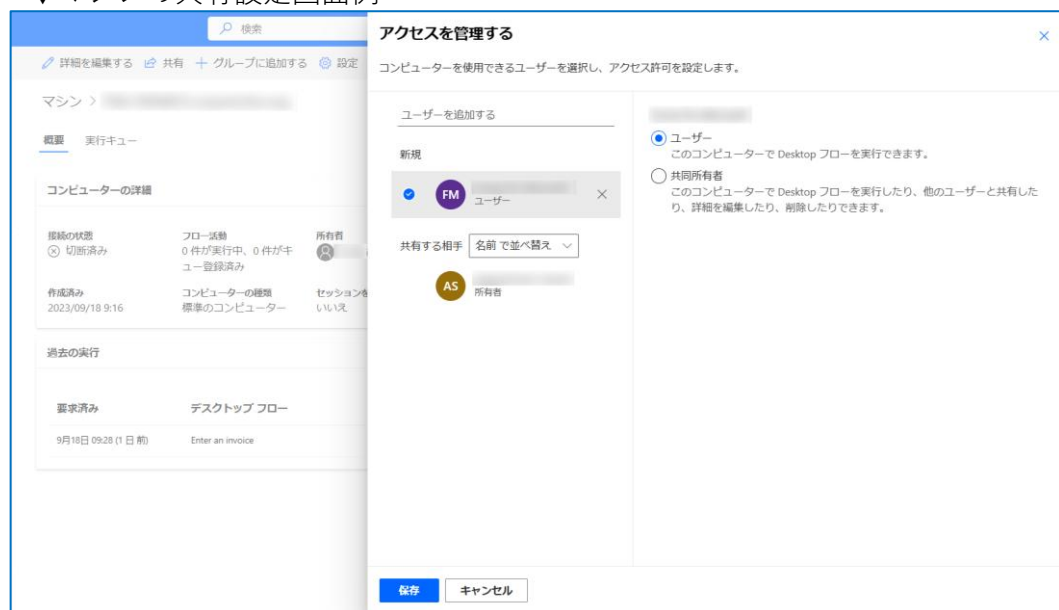 検索
詳細を編集する 共有 グループに追加する 設定
マシン >
概要 実行キュー
コンピューターの詳細
接続の状態 フロー活動 所有者
切断済み 0 件が実行中、0 件がキ
ュー登録済み
作成済み コンピューターの種類 セッションを
2023/09/18 9:16 標準のコンピューター いいえ
過去の実行
要求済み デスクトップ フロー
9月18日 09:28 (1 日 前) Enter an invoice
アクセスを管理する
コンピューターを使用できるユーザーを選択し、アクセス許可を設定します。
ユーザーを追加する
新規
FM
ユーザー
共有する相手 名前 で並べ替え
AS
所有者
ユーザー
このコンピューターで Desktop フローを実行できます。
共同所有者
このコンピューターで Desktop フローを実行したり、他のユーザーと共有した
り、詳細を編集したり、削除したりできます。
保存 キャンセル